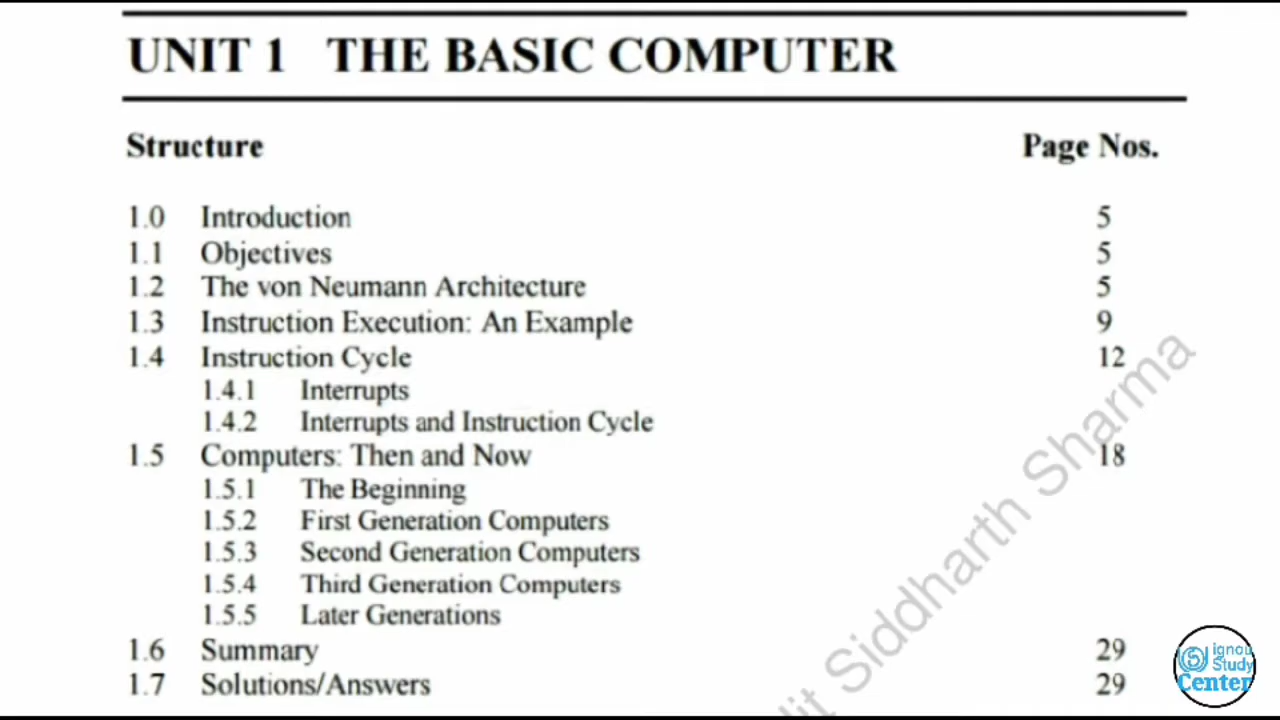 UNIT 1 THE BASIC COMPUTER
Structure Page Nos.
1.0 Introduction 5
1.1 Objectives 5
1.2 The von Neumann Architecture 5
1.3 Instruction Execution: An Example 9
1.4 Instruction Cycle 12
1.4.1 Interrupts
1.4.2 Interrupts and Instruction Cycle
1.5 Computers: Then and Now 18
1.5.1 The Beginning
1.5.2 First Generation Computers
1.5.3 Second Generation Computers
1.5.4 Third Generation Computers
1.5.5 Later Generations
1.6 Summary 29
1.7 Solutions/Answers 29
Siddharth Sharma
ignou
Study
Center